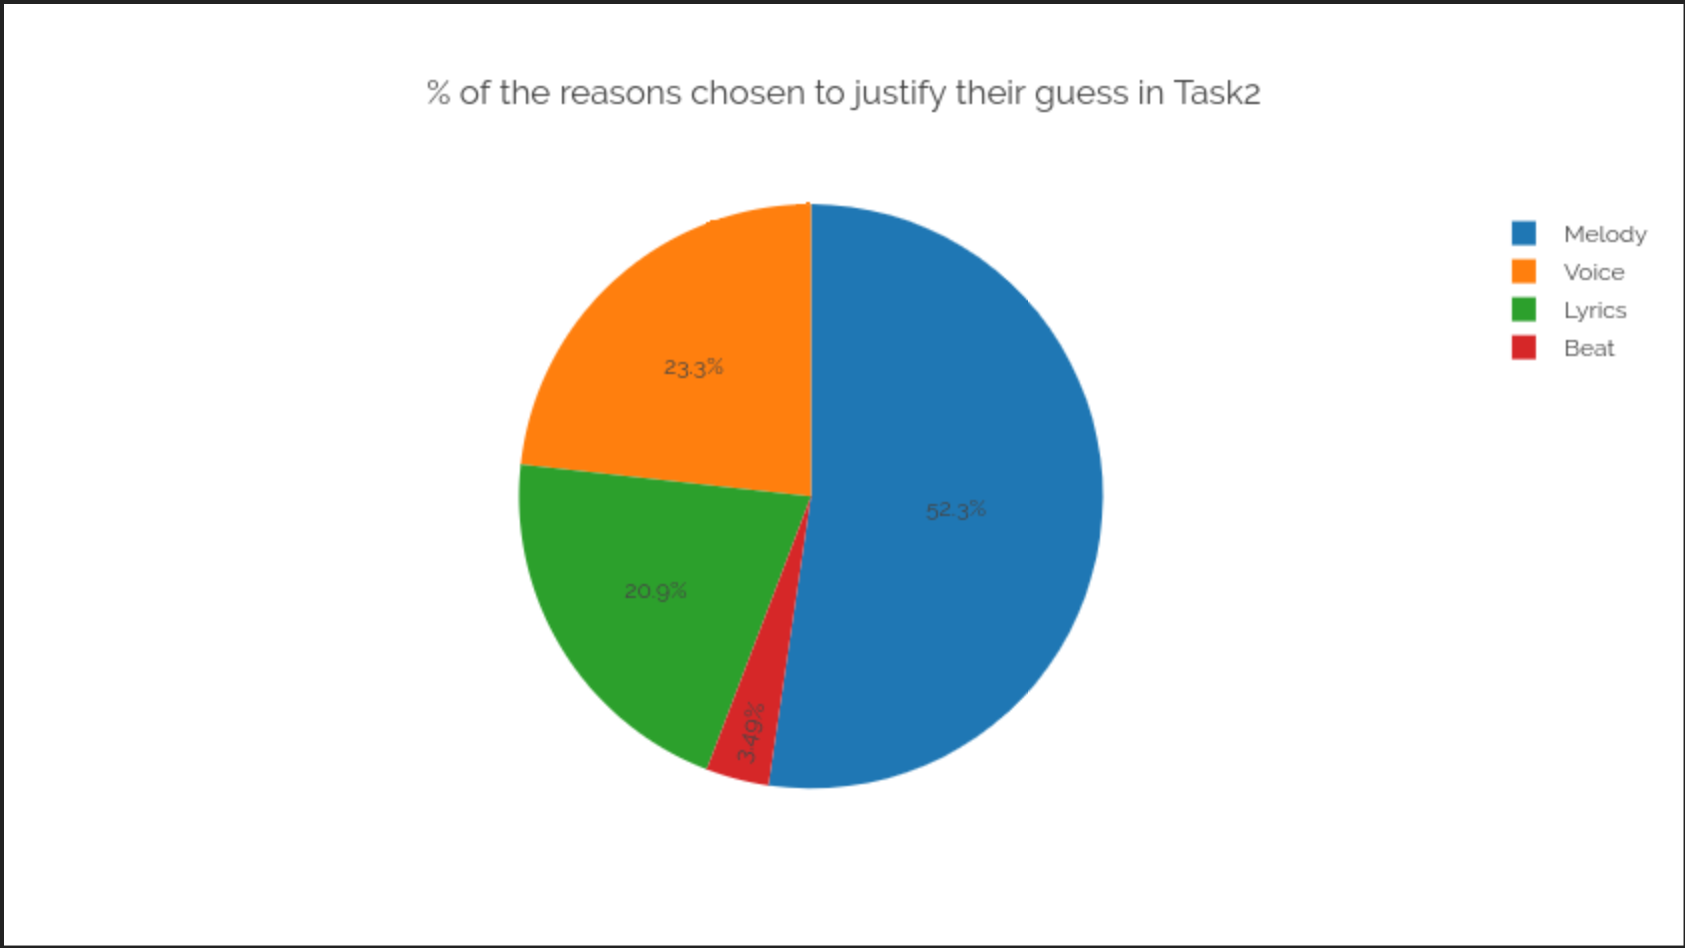 % of the reasons chosen to justify their guess in Task2
Melody
Voice
Lyrics
Beat
23.3%
52.3%
20.9%
3.49%